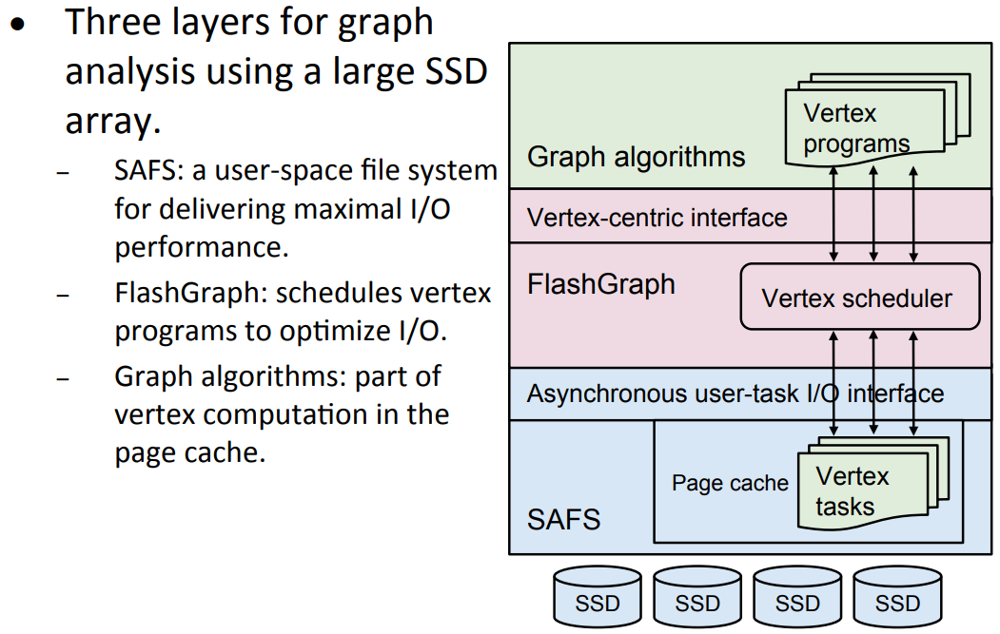 • Three layers for graph
analysis using a large SSD
array.
– SAFS: a user-space file system
for delivering maximal I/O
performance.
– FlashGraph: schedules vertex
programs to optimize I/O.
– Graph algorithms: part of
vertex computation in the
page cache.
Vertex
programs
Graph algorithms
Vertex-centric interface
FlashGraph
Vertex scheduler
Asynchronous user-task I/O interface
Page cache
Vertex
tasks
SAFS
SSD
SSD
SSD
SSD